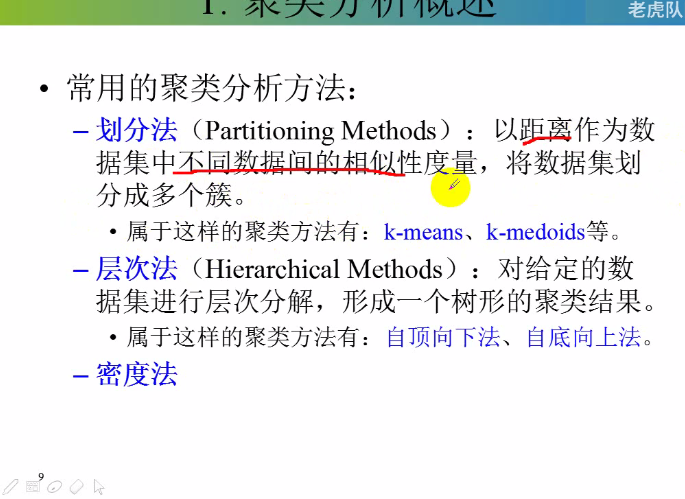 1. 聚类分析概述
老虎队
• 常用的聚类分析方法：
– 划分法（Partitioning Methods）：以距离作为数
据集中不同数据间的相似性度量，将数据集划
分成多个簇。
• 属于这样的聚类方法有：k-means、k-medoids等。
– 层次法（Hierarchical Methods）：对给定的数
据集进行层次分解，形成一个树形的聚类结果。
• 属于这样的聚类方法有：自顶向下法、自底向上法。
– 密度法
9